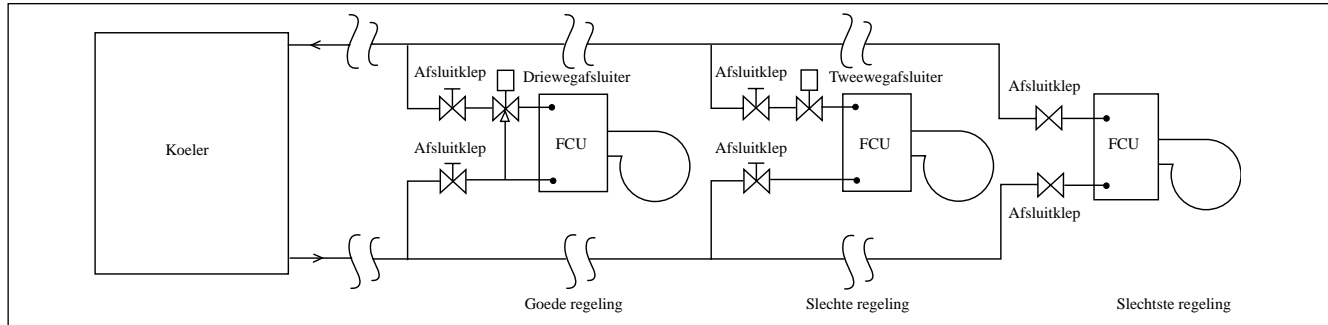 Koeler
Afsluitklep
Driewegafsluiter
FCU
Afsluitklep
Goede regeling
Afsluitklep
Tweewegafsluiter
FCU
Afsluitklep
Slechte regeling
Afsluitklep
FCU
Afsluitklep
Slechtste regeling